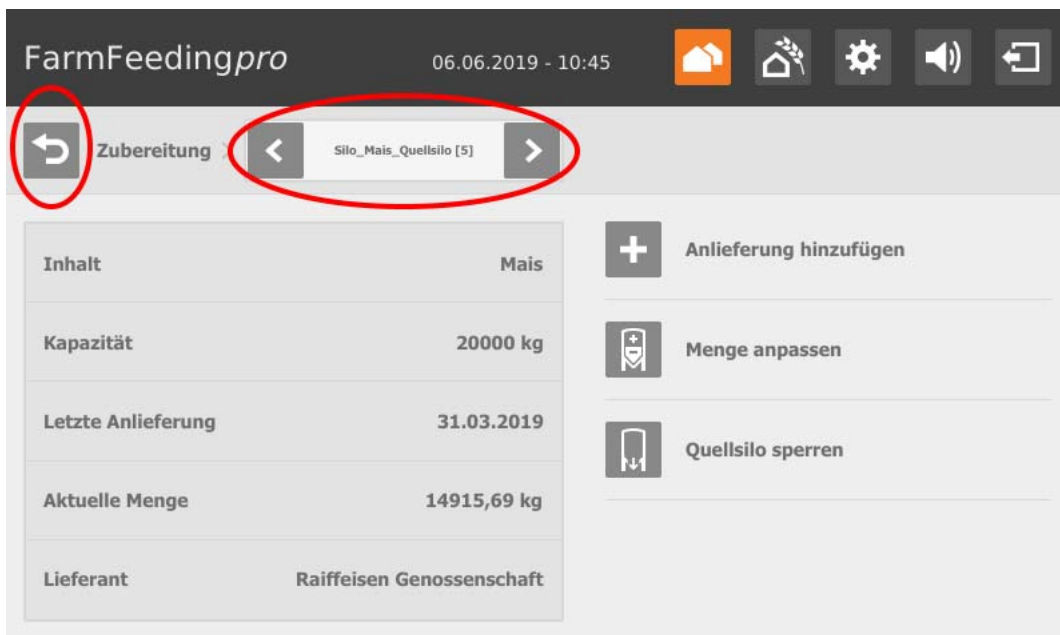 FarmFeedingpro 06.06.2019 - 10:45
Zubereitung Silo_Mais_Quellsilo [5]
Inhalt Mais
Kapazität 20000 kg
Letzte Anlieferung 31.03.2019
Aktuelle Menge 14915,69 kg
Lieferant Raiffeisen Genossenschaft
Anlieferung hinzufügen
Menge anpassen
Quellsilo sperren